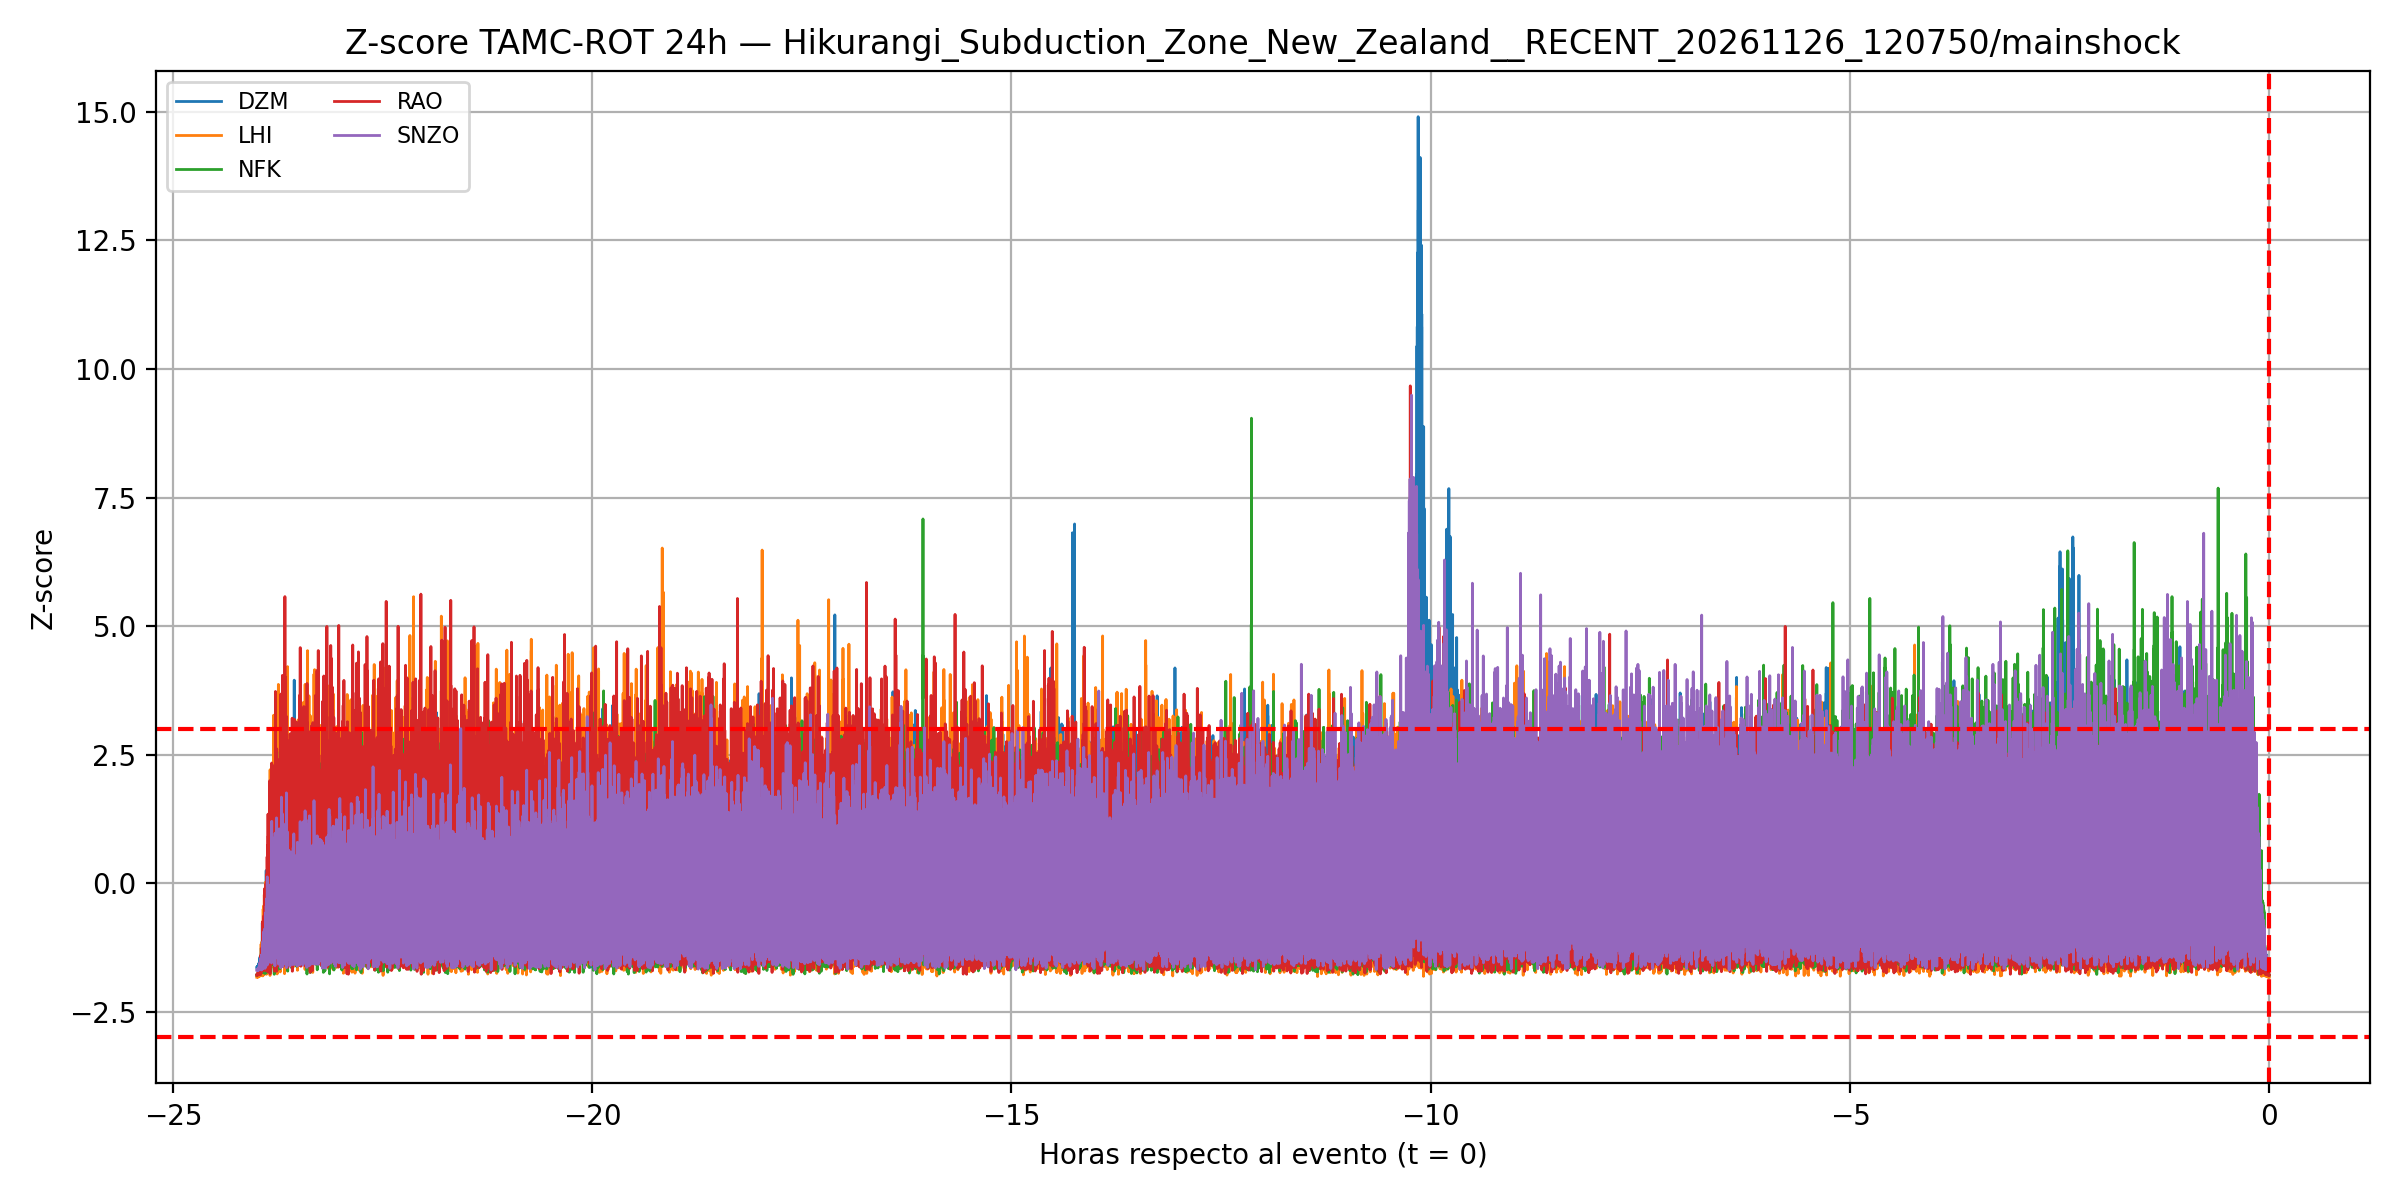 Z-score TAMC-ROT 24h — Hikurangi_Subduction_Zone_New_Zealand__RECENT_20261126_120750/mainshock
DZM
LHI
NFK
RAO
SNZO
15.0
12.5
10.0
7.5
5.0
2.5
0.0
−2.5
Z-score
−25
−20
−15
−10
−5
0
Horas respecto al evento (t = 0)